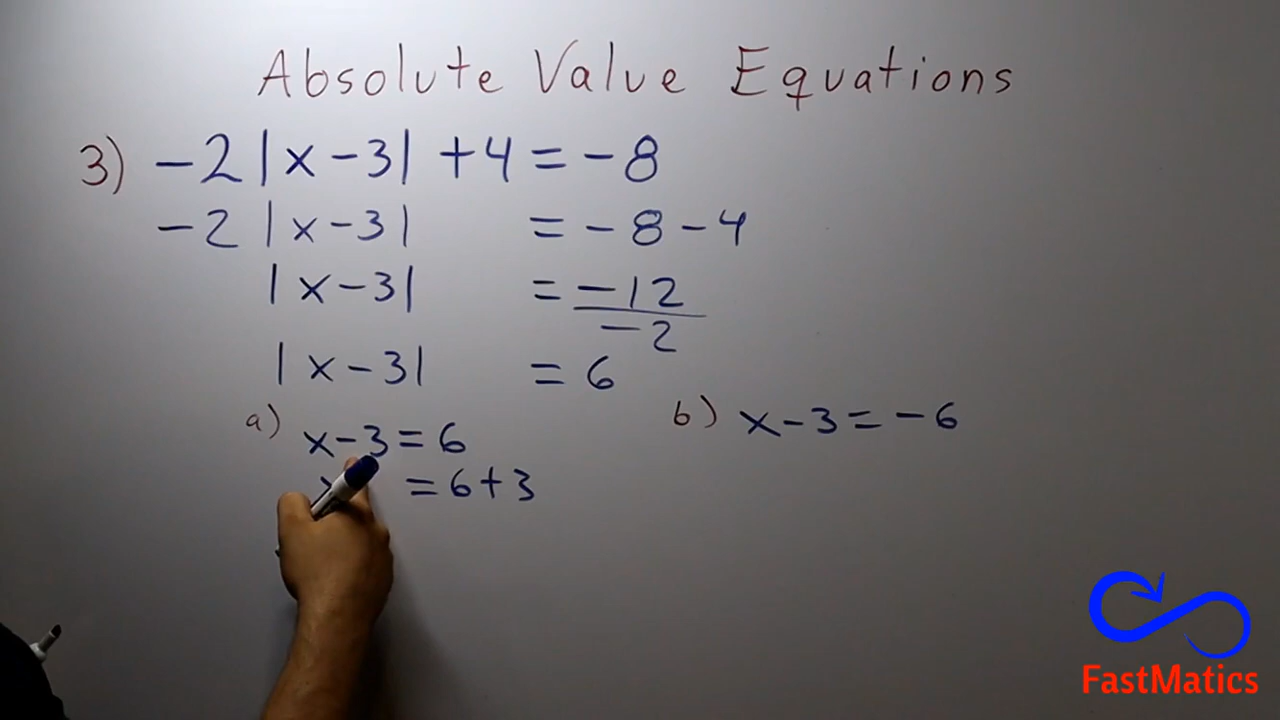 Absolute Value Equations
3) -2|x-3| +4 = -8
-2|x-3| = -8-4
|x-3| = -12/-2
|x-3| = 6
a) x-3=6
b) x-3=-6
x =6+3
FastMatics